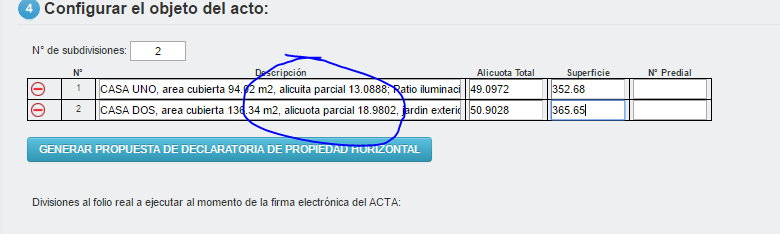 4 Configurar el objeto del acto:
N° de subdivisiones: 2
N° Descripción Alicuota Total Superficie N° Predial
1 CASA UNO, area cubierta 94.02 m2, alicuita parcial 13.0888; Patio iluminaci 49.0972 352.68
2 CASA DOS, area cubierta 136.34 m2, alicuota parcial 18.9802, jardin exterio 50.9028 365.65
GENERAR PROPUESTA DE DECLARATORIA DE PROPIEDAD HORIZONTAL
Divisiones al folio real a ejecutar al momento de la firma electrónica del ACTA: